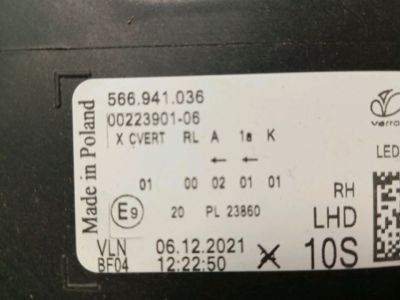 566.941.036
00223901-06
X CVERT RL A 1a K
← ←
01 00 02 01 01
E9 20 PL 23860
VLN 06.12.2021
BF04 12:22:50 X
Made in Poland
LED
RH
LHD
10S